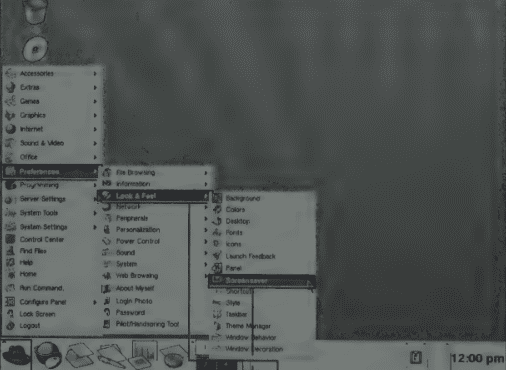 Accessories
Extras
Games
Graphics
Internet
Sound & Video
Office
Preferences
Programming
Server Settings
System Tools
System Settings
Control Center
Find Files
Help
Home
Run Command.
Configure Panel
Lock Screen
Logout
File Browsing
Information
Look & Feel
Network
Peripherals
Personalization
Power Control
Sound
System
Web Browsing
About Myself
Login Photo
Password
PilotHandspring Tool
Background
Colors
Desktop
Fonts
Icons
Launch Feedback
Panel
Screensaver
Shortcuts
Style
Taskbar
Theme Manager
Window Behavior
Window Decoration
12:00 pm